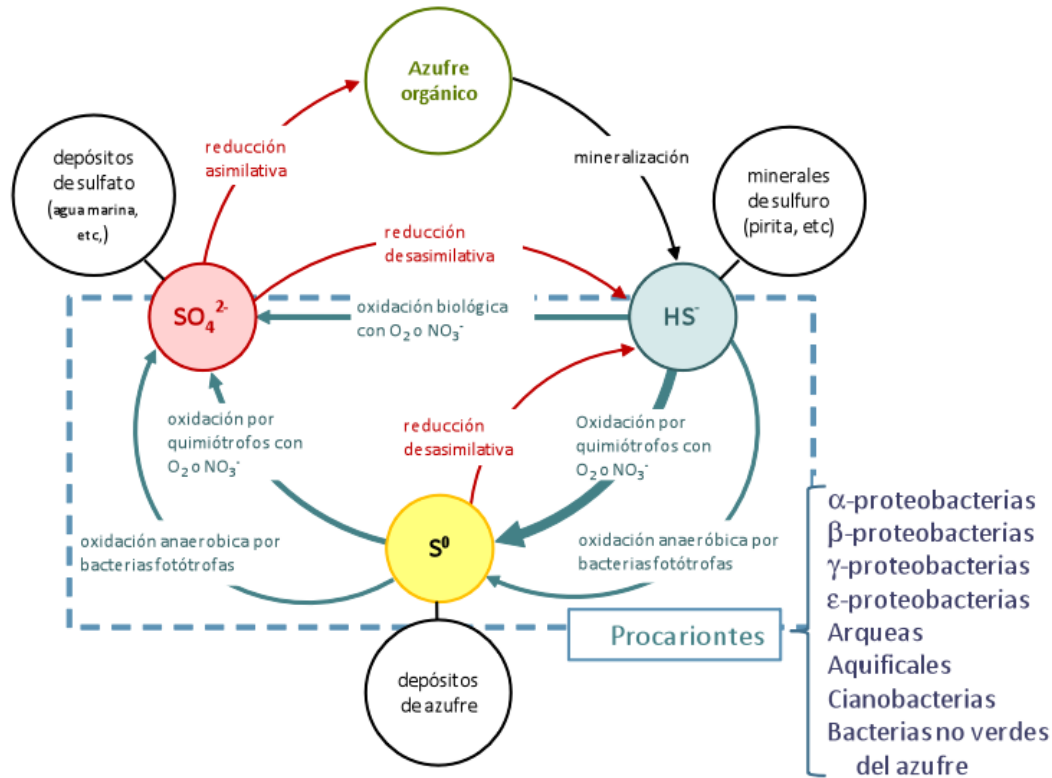 Azufre
orgánico
depósitos
de sulfato
(agua marina,
etc,)
reducción
asimilativa
mineralización
minerales
de sulfuro
(pirita, etc)
reducción
desasimilativa
SO₄²⁻
oxidación biológica
con O₂ o NO₃⁻
HS⁻
oxidación por
quimiótrofos con
O₂ o NO₃⁻
reducción
desasimilativa
Oxidación por
quimiótrofos con
O₂ o NO₃⁻
oxidación anaerobica por
bacterias fotótrofas
S⁰
oxidación anaeróbica por
bacterias fotótrofas
Procariontes
depósitos
de azufre
α-proteobacterias
β-proteobacterias
γ-proteobacterias
ε-proteobacterias
Arqueas
Aquificales
Cianobacterias
Bacterias no verdes
del azufre